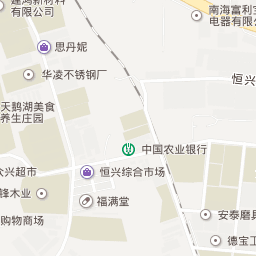 建鸿新材料
有限公司
南海富利宝
电器有限公
思丹妮
华凌不锈钢厂
恒兴
天鹅湖美食
养生庄园
中国农业银行
众兴超市
恒兴综合市场
锋木业
福满堂
购物商场
安泰磨具
德宝工